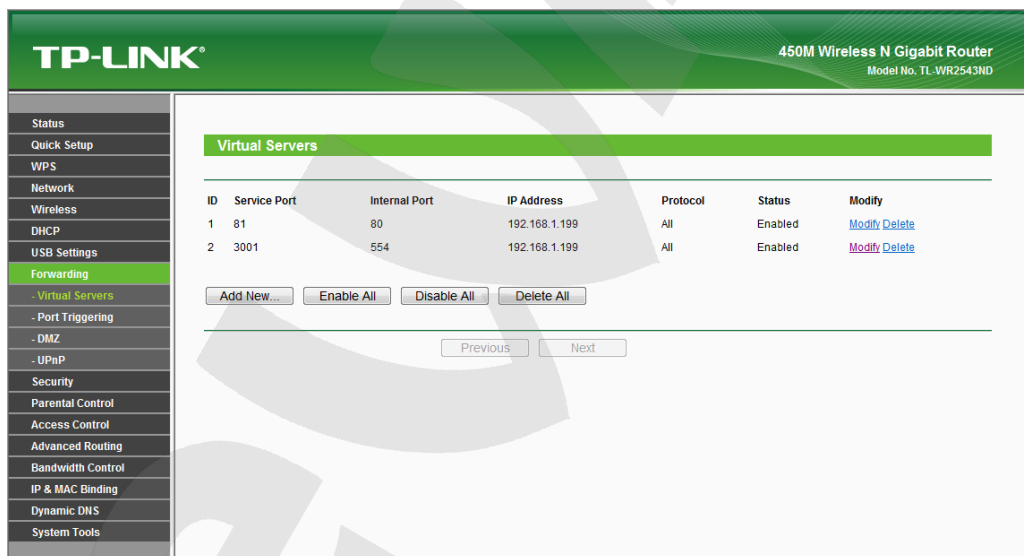 TP-LINK®
450M Wireless N Gigabit Router
Model No. TL-WR2543ND
Status
Quick Setup
WPS
Network
Wireless
DHCP
USB Settings
Forwarding
- Virtual Servers
- Port Triggering
- DMZ
- UPnP
Security
Parental Control
Access Control
Advanced Routing
Bandwidth Control
IP & MAC Binding
Dynamic DNS
System Tools
Virtual Servers
ID Service Port Internal Port IP Address Protocol Status Modify
1 81 80 192.168.1.199 All Enabled Modify Delete
2 3001 554 192.168.1.199 All Enabled Modify Delete
Add New... Enable All Disable All Delete All
Previous Next